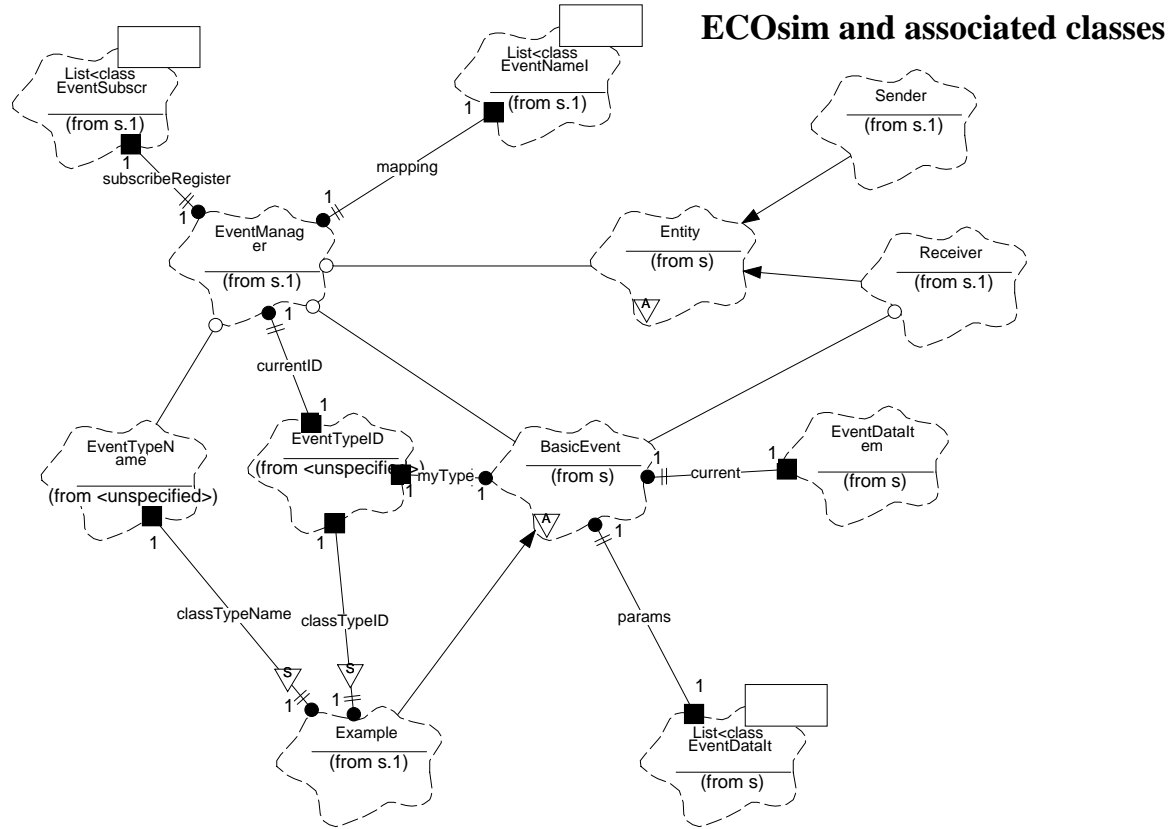 ECOsim and associated classes
List<class
EventSubscr
(from s.1)
1
1
subscribeRegister
List<class
EventNameI
(from s.1)
1
mapping
1
Sender
(from s.1)
EventManag
er
(from s.1)
1
Entity
(from s)
A
Receiver
(from s.1)
currentID
1
EventTypeN
ame
(from <unspecified>)
1
EventTypeID
(from <unspecified>)
1
1
myType
1
BasicEvent
(from s)
A
1
1
current
1
EventDataIt
em
(from s)
classTypeName
S
1
classTypeID
S
1
params
1
Example
(from s.1)
List<class
EventDataIt
(from s)